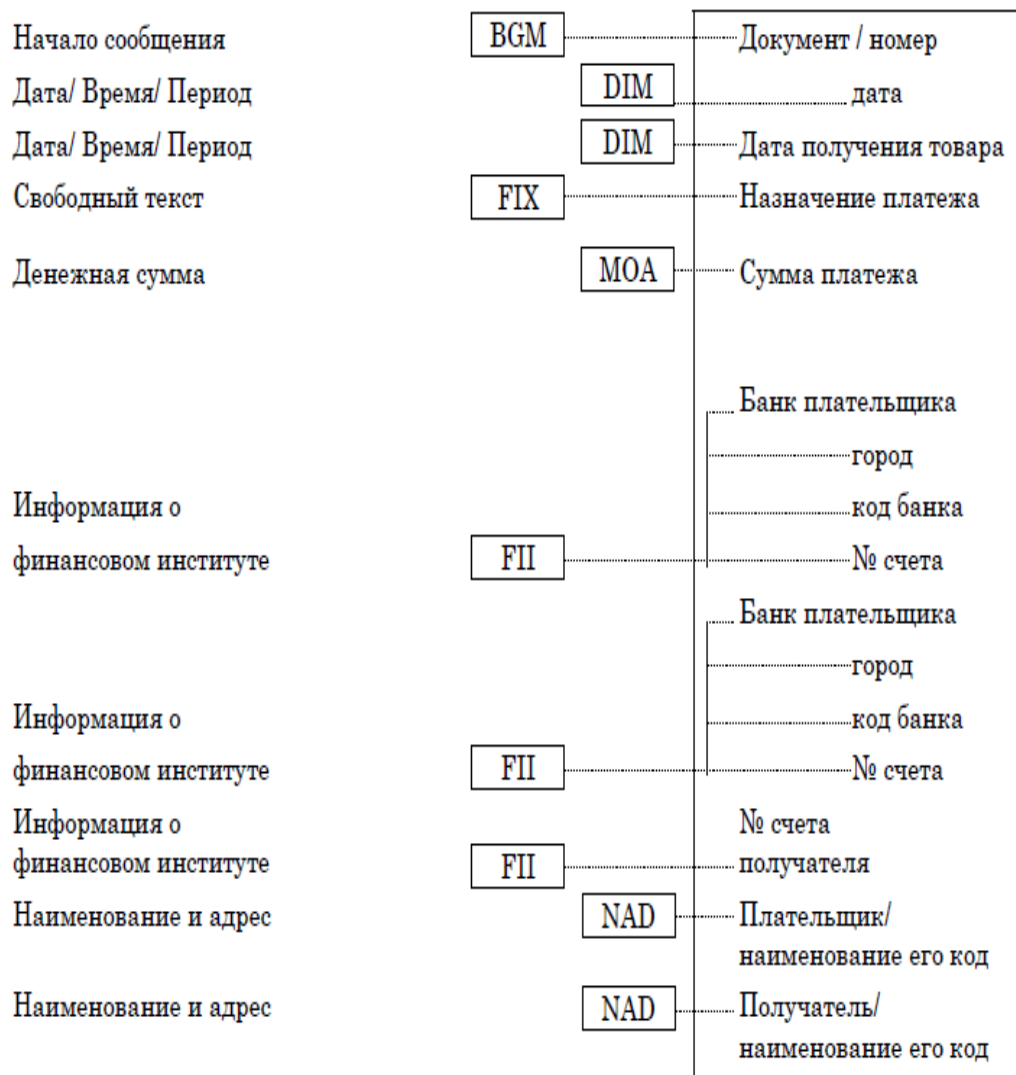 Начало сообщения BGM Документ / номер
Дата/ Время/ Период DIM дата
Дата/ Время/ Период DIM Дата получения товара
Свободный текст FIX Назначение платежа
Денежная сумма MOA Сумма платежа
Банк плательщика
город
Информация о код банка
финансовом институте FII № счета
Банк плательщика
город
Информация о код банка
финансовом институте FII № счета
Информация о № счета
финансовом институте FII получателя
Наименование и адрес NAD Плательщик/
наименование его код
Наименование и адрес NAD Получатель/
наименование его код